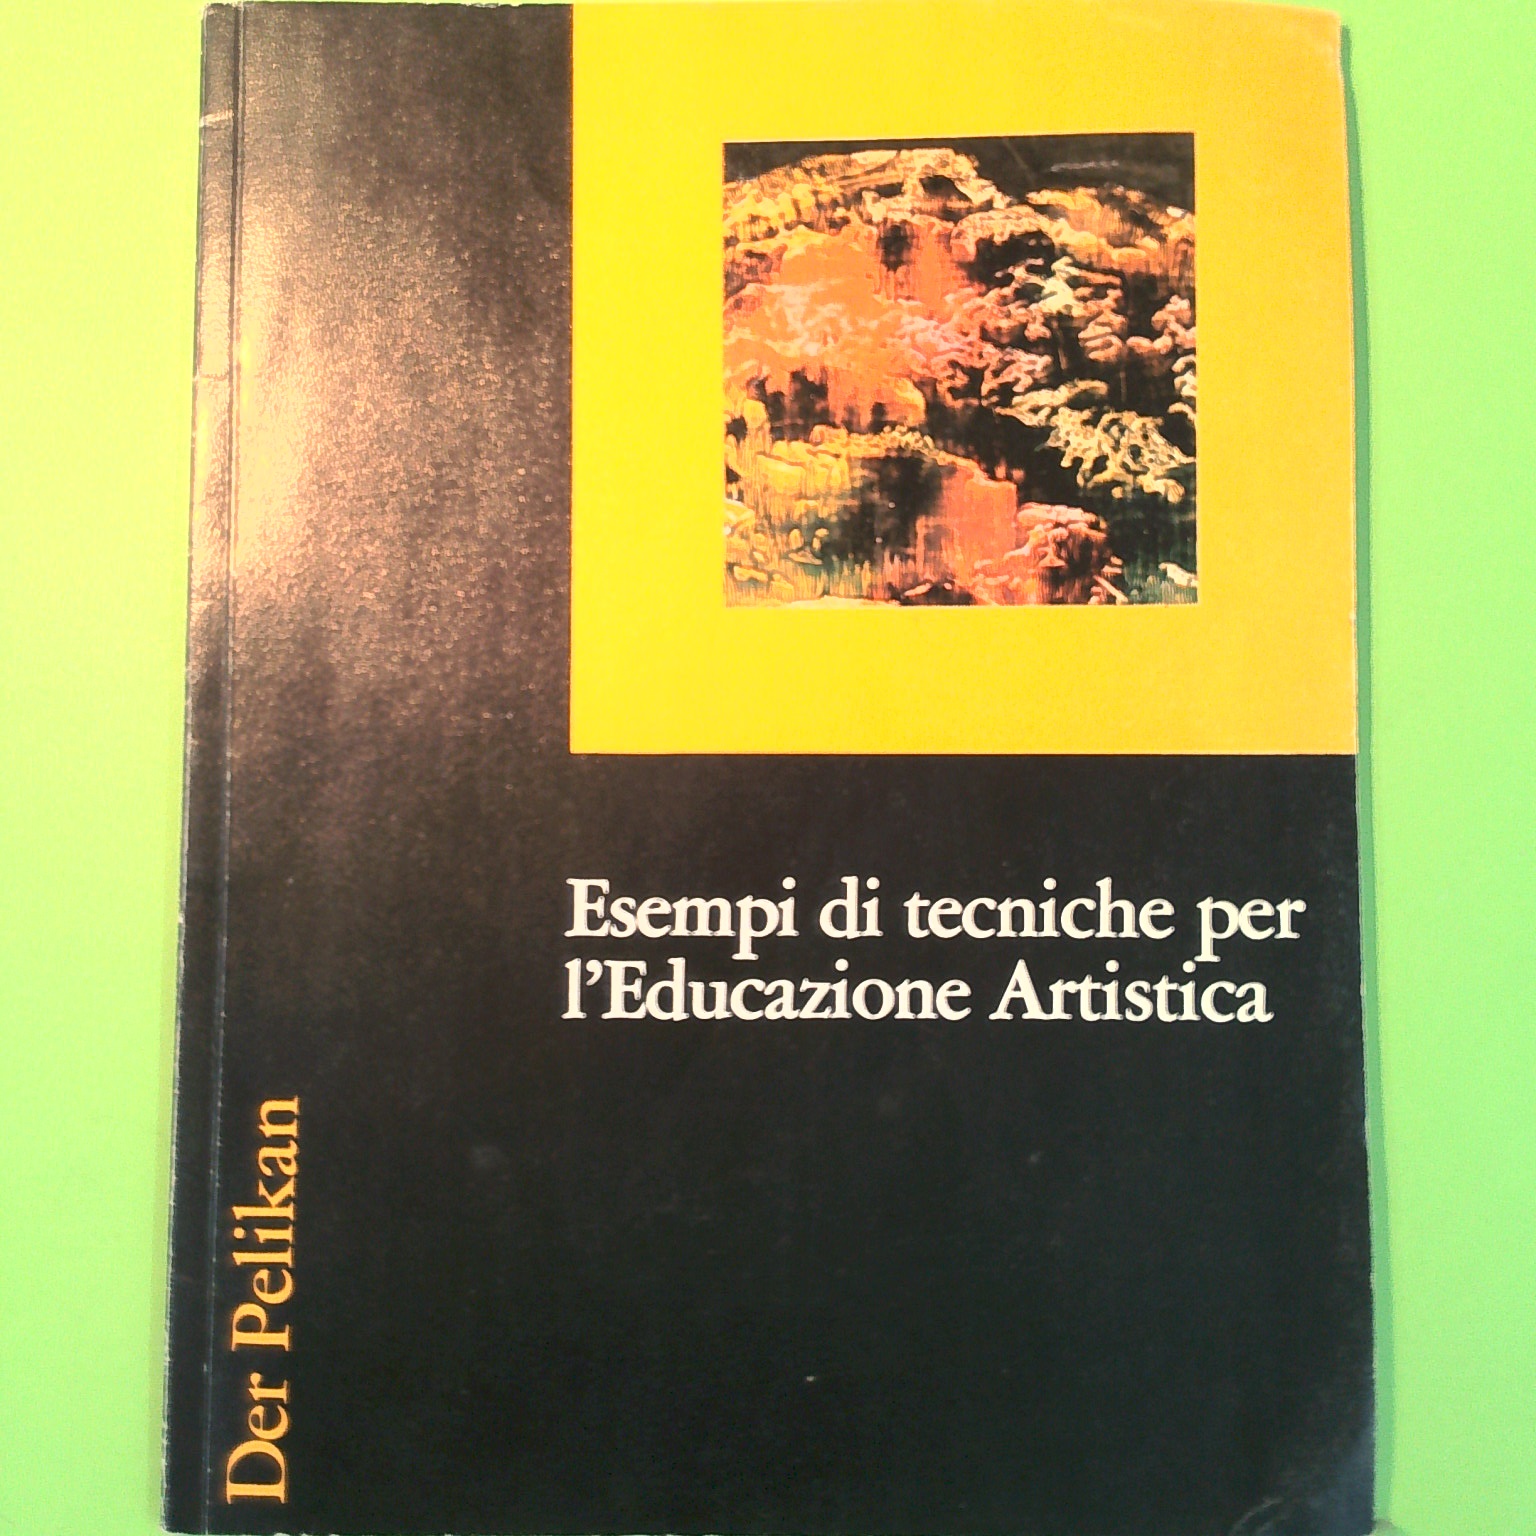 Esempi di tecniche per
l'Educazione Artistica
Der Pelikan